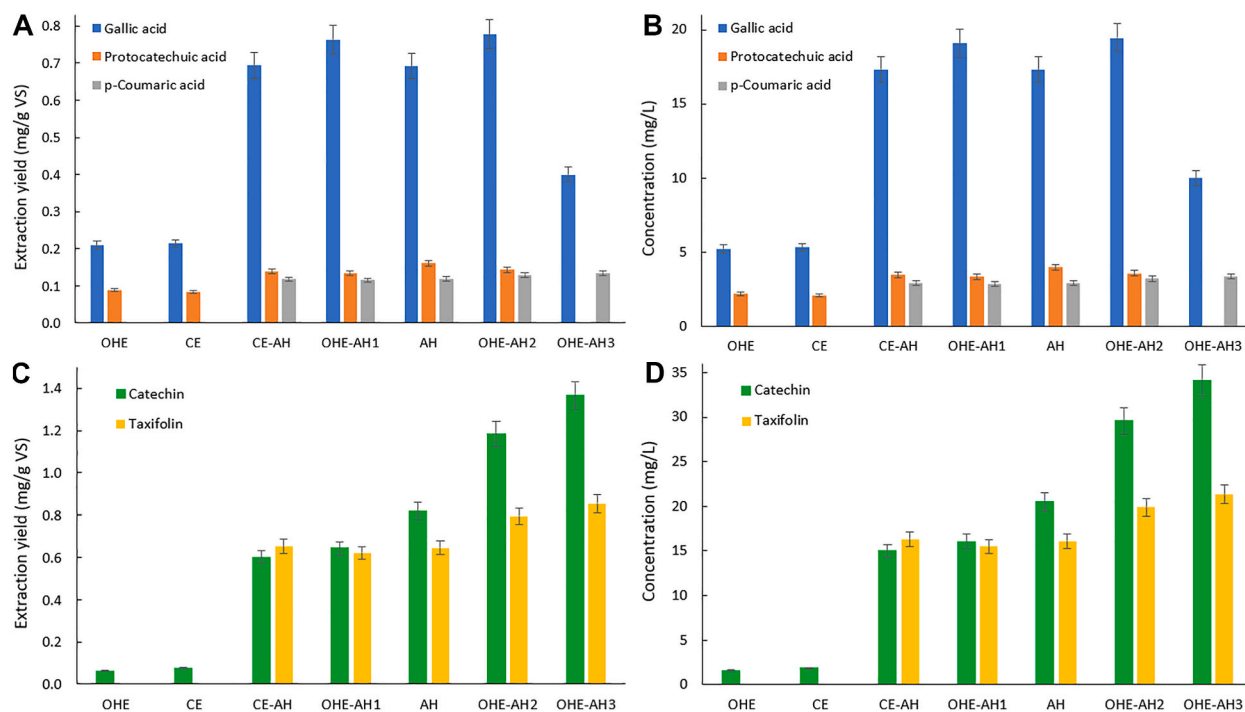 A
Gallic acid
Protocatechuic acid
p-Coumaric acid
Extraction yield (mg/g VS)
0.8
0.7
0.6
0.5
0.4
0.3
0.2
0.1
0.0
OHE CE CE-AH OHE-AH1 AH OHE-AH2 OHE-AH3
B
Gallic acid
Protocatechuic acid
p-Coumaric acid
Concentration (mg/L)
20
15
10
5
0
OHE CE CE-AH OHE-AH1 AH OHE-AH2 OHE-AH3
C
Catechin
Taxifolin
Extraction yield (mg/g VS)
1.4
1.2
1.0
0.8
0.6
0.4
0.2
0.0
OHE CE CE-AH OHE-AH1 AH OHE-AH2 OHE-AH3
D
Catechin
Taxifolin
Concentration (mg/L)
35
30
25
20
15
10
5
0
OHE CE CE-AH OHE-AH1 AH OHE-AH2 OHE-AH3